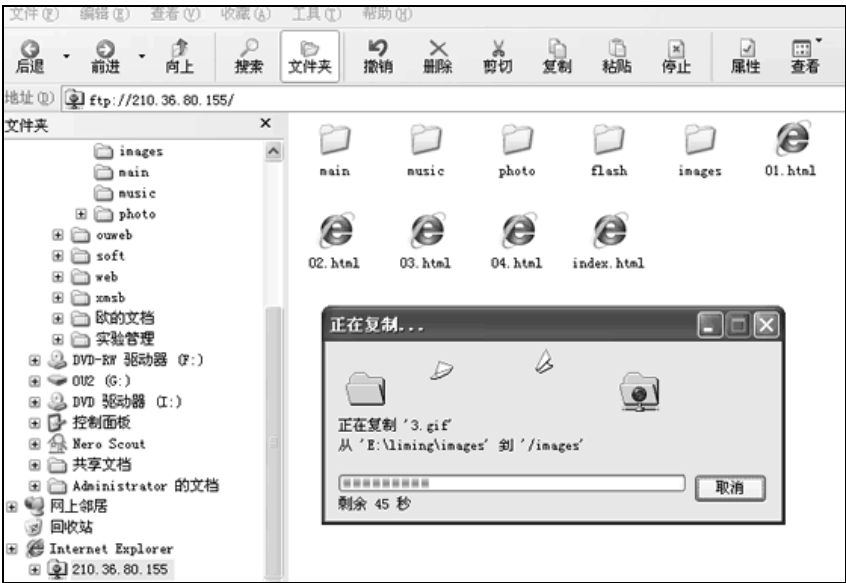 文件(F) 编辑(E) 查看(V) 收藏(A) 工具(T) 帮助(H)
后退 前进 向上 搜索 文件夹 撤销 删除 剪切 复制 粘贴 停止 属性 查看
地址(D) ftp://210.36.80.155/
文件夹
images
main
music
photo
ouweb
soft
web
xmsb
欧的文档
实验管理
DVD-RW 驱动器 (F:)
OU2 (G:)
DVD 驱动器 (I:)
控制面板
Nero Scout
共享文档
Administrator 的文档
网上邻居
回收站
Internet Explorer
210.36.80.155
main music photo flash images 01.html
02.html 03.html 04.html index.html
正在复制...
正在复制 '3.gif'
从 'E:\liming\images' 到 '/images'
剩余 45 秒
取消